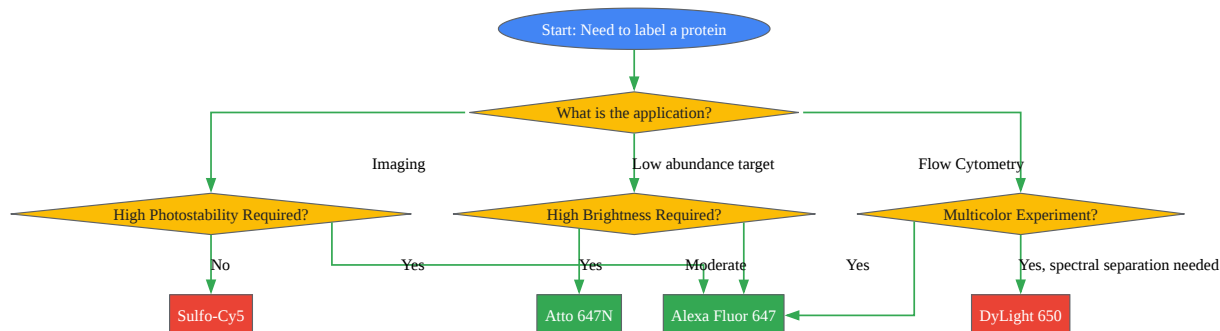 Start: Need to label a protein
What is the application?
Imaging
Low abundance target
Flow Cytometry
High Photostability Required?
High Brightness Required?
Multicolor Experiment?
No
Yes
Yes
Moderate
Yes
Yes, spectral separation needed
Sulfo-Cy5
Atto 647N
Alexa Fluor 647
DyLight 650